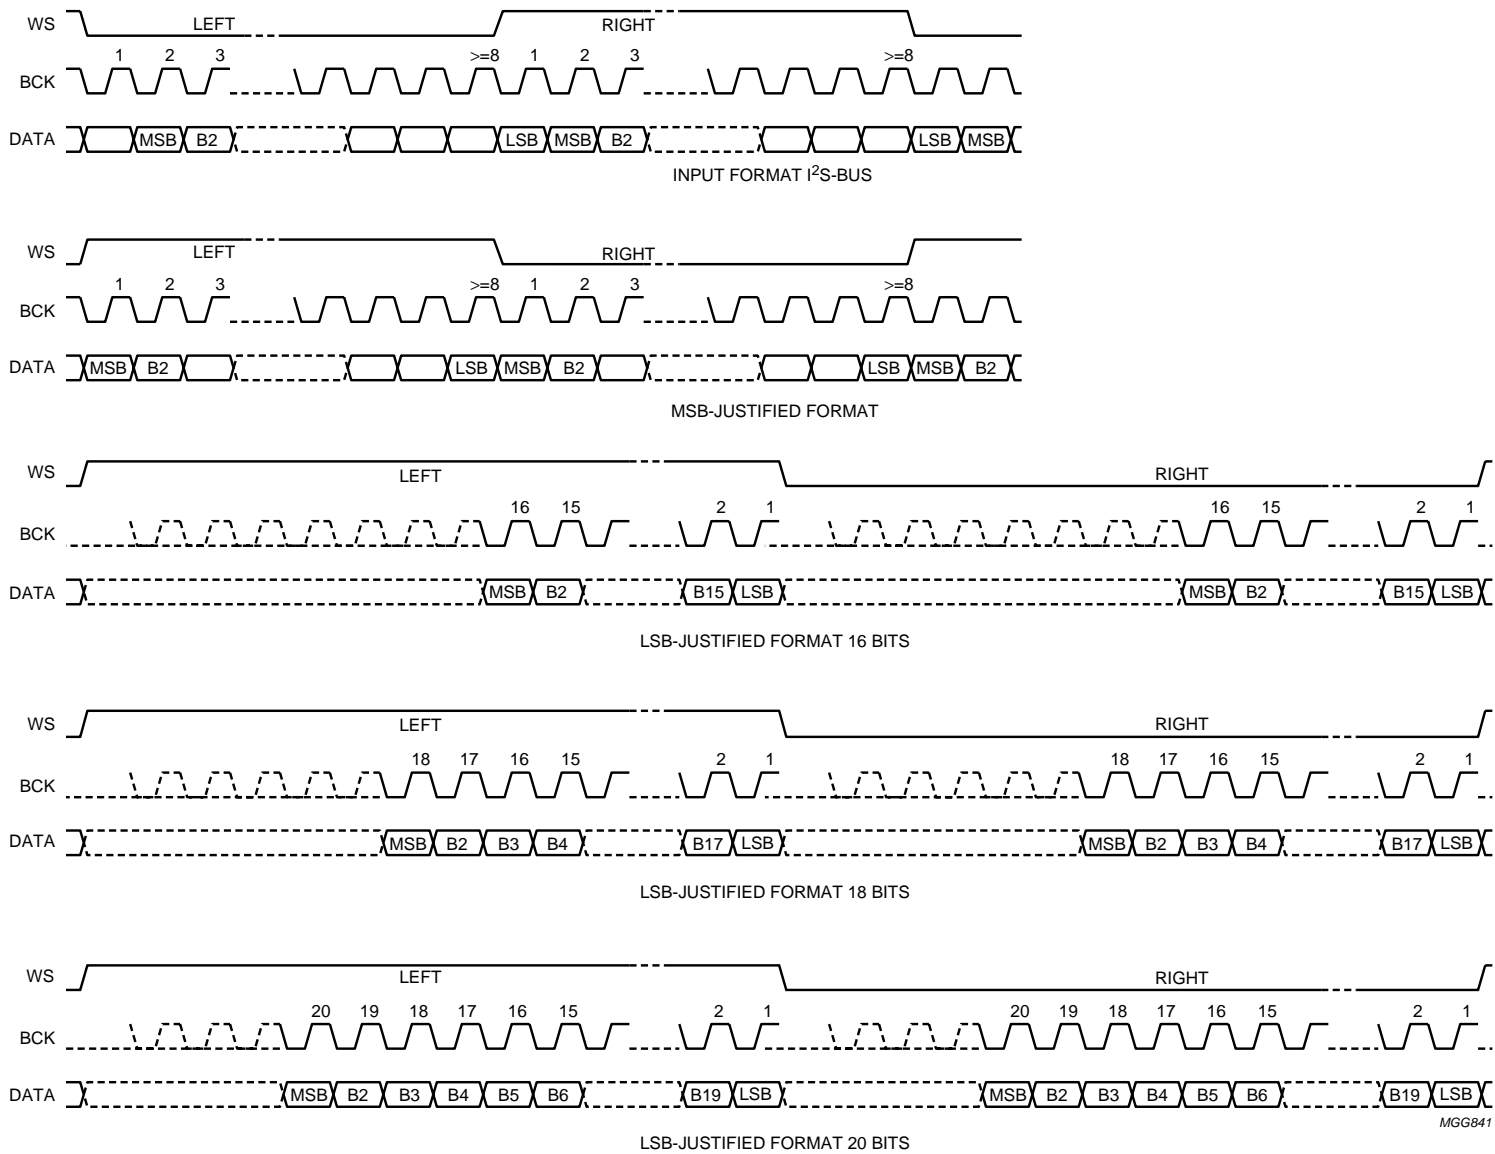 WS LEFT RIGHT
1 2 3 >=8 1 2 3 >=8
BCK
DATA MSB B2 LSB MSB B2 LSB MSB
INPUT FORMAT I²S-BUS
WS LEFT RIGHT
1 2 3 >=8 1 2 3 >=8
BCK
DATA MSB B2 LSB MSB B2 LSB MSB B2
MSB-JUSTIFIED FORMAT
WS LEFT RIGHT
16 15 2 1 16 15 2 1
BCK
DATA MSB B2 B15 LSB MSB B2 B15 LSB
LSB-JUSTIFIED FORMAT 16 BITS
WS LEFT RIGHT
18 17 16 15 2 1 18 17 16 15 2 1
BCK
DATA MSB B2 B3 B4 B17 LSB MSB B2 B3 B4 B17 LSB
LSB-JUSTIFIED FORMAT 18 BITS
WS LEFT RIGHT
20 19 18 17 16 15 2 1 20 19 18 17 16 15 2 1
BCK
DATA MSB B2 B3 B4 B5 B6 B19 LSB MSB B2 B3 B4 B5 B6 B19 LSB
MGG841
LSB-JUSTIFIED FORMAT 20 BITS